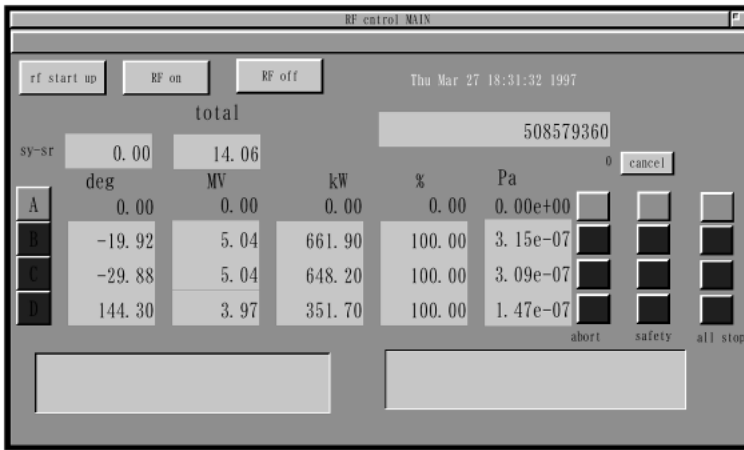 RF cntrol MAIN
rf start up RF on RF off Thu Mar 27 18:31:32 1997
total
508579360
sy-sr 0.00 14.06
0 cancel
deg MV kW % Pa
A 0.00 0.00 0.00 0.00 0.00e+00
B -19.92 5.04 661.90 100.00 3.15e-07
C -29.88 5.04 648.20 100.00 3.09e-07
D 144.30 3.97 351.70 100.00 1.47e-07
abort safety all stop